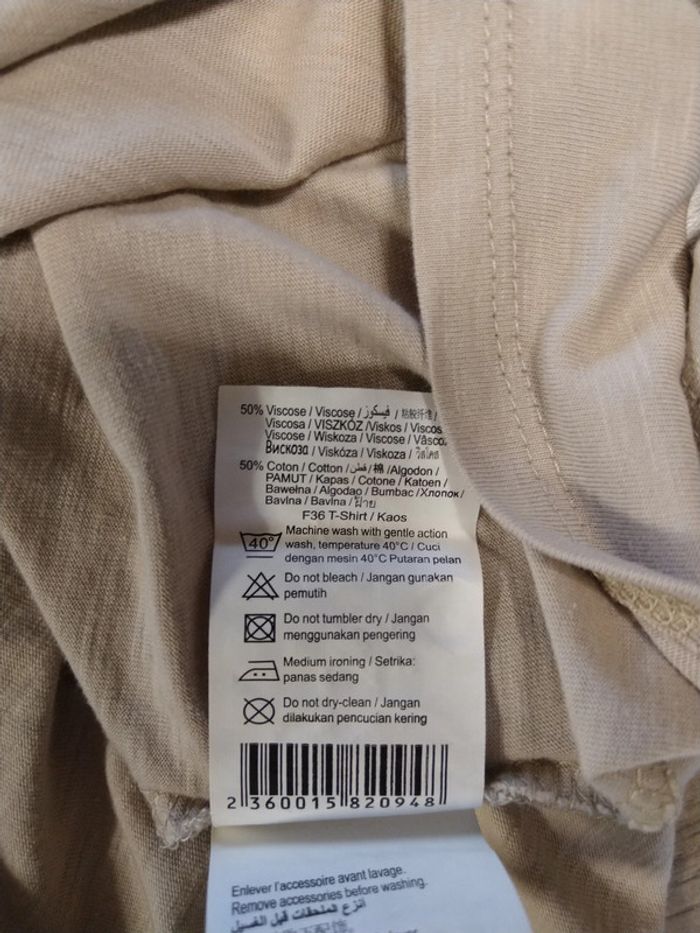 50% Viscose / Viscose / فيسكوز / 粘胶纤维 /
Viscosa / VISZKÓZ /Viskos / Viscos
Viscose / Wiskoza / Viscose / Vâsco
Вискоза / Viskóza / Viskoza / วิสโคส
50% Coton / Cotton / قطن / 棉 /Algodon /
PAMUT / Kapas / Cotone / Katoen /
Bawełna / Algodao / Bumbac /Хлопок/
Bavlna / Bavlna / ฝ้าย
F36 T-Shirt / Kaos
40°
Machine wash with gentle action
wash, temperature 40°C / Cuci
dengan mesin 40°C Putaran pelan
Do not bleach / Jangan gunakan
pemutih
Do not tumbler dry / Jangan
menggunakan pengering
Medium ironing / Setrika:
panas sedang
Do not dry-clean / Jangan
dilakukan pencucian kering
2 360015 820948
Enlever l'accessoire avant lavage.
Remove accessories before washing.
انزع الملحقات قبل الغسيل